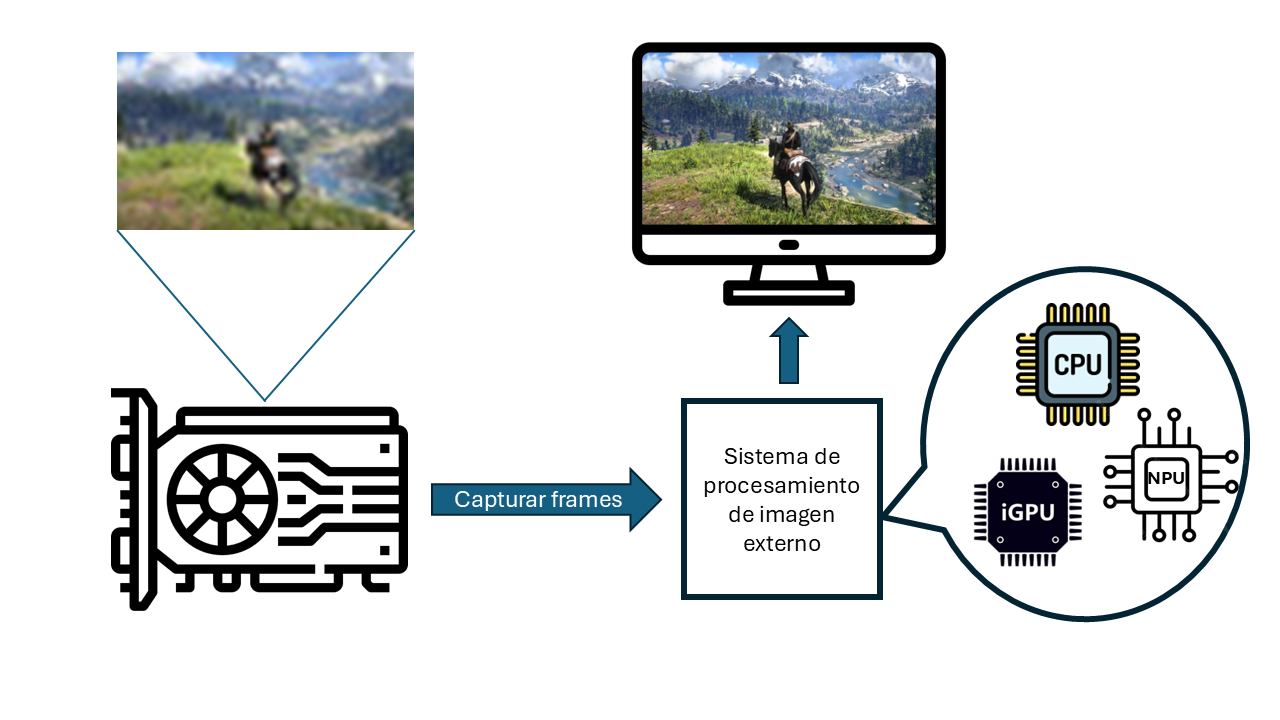 Capturar frames
Sistema de
procesamiento
de imagen
externo
CPU
NPU
iGPU